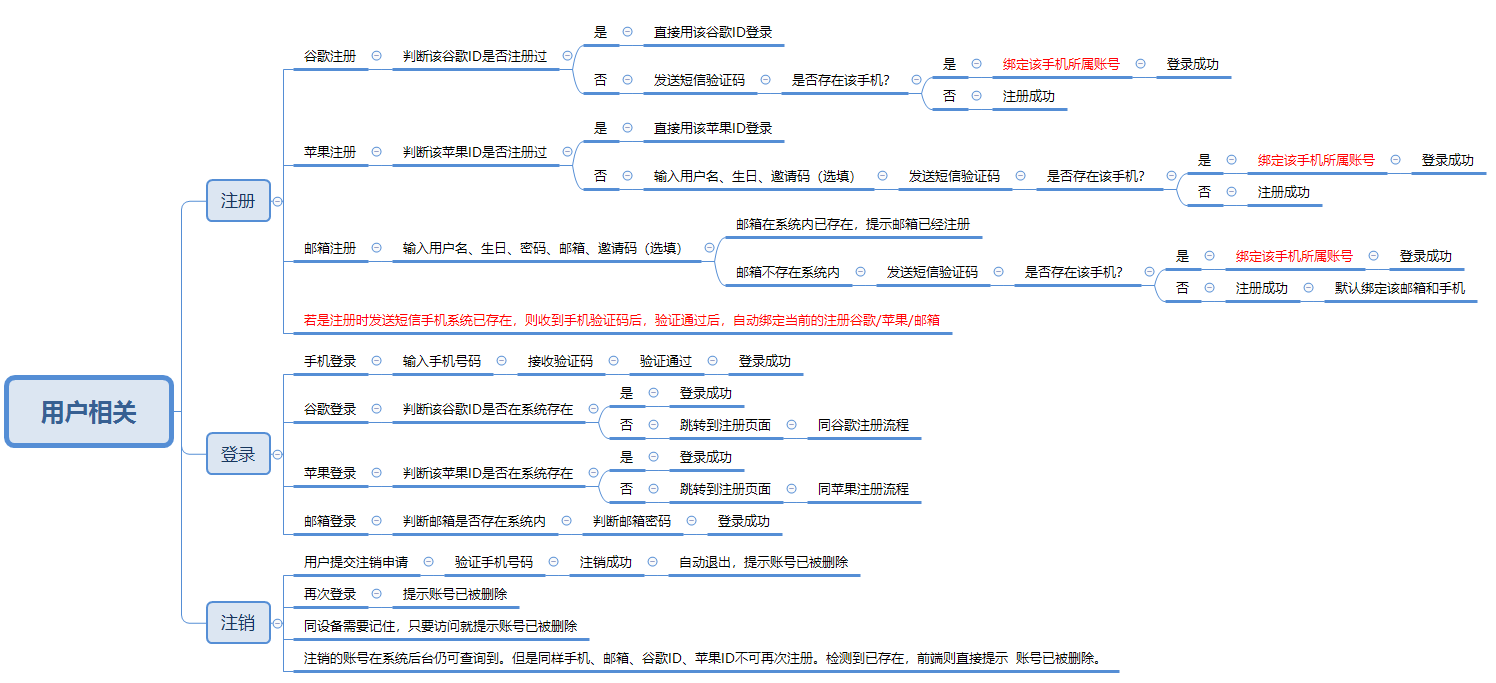 用户相关
注册
谷歌注册
判断该谷歌ID是否注册过
是
直接用该谷歌ID登录
否
发送短信验证码
是否存在该手机？
是
绑定该手机所属账号
登录成功
否
注册成功
苹果注册
判断该苹果ID是否注册过
是
直接用该苹果ID登录
否
输入用户名、生日、邀请码（选填）
发送短信验证码
是否存在该手机？
是
绑定该手机所属账号
登录成功
否
注册成功
邮箱注册
输入用户名、生日、密码、邮箱、邀请码（选填）
邮箱在系统内已存在，提示邮箱已经注册
邮箱不存在系统内
发送短信验证码
是否存在该手机？
是
绑定该手机所属账号
登录成功
否
注册成功
默认绑定该邮箱和手机
若是注册时发送短信手机系统已存在，则收到手机验证码后，验证通过后，自动绑定当前的注册谷歌/苹果/邮箱
登录
手机登录
输入手机号码
接收验证码
验证通过
登录成功
谷歌登录
判断该谷歌ID是否在系统存在
是
登录成功
否
跳转到注册页面
同谷歌注册流程
苹果登录
判断该苹果ID是否在系统存在
是
登录成功
否
跳转到注册页面
同苹果注册流程
邮箱登录
判断邮箱是否存在系统内
判断邮箱密码
登录成功
注销
用户提交注销申请
验证手机号码
注销成功
自动退出，提示账号已被删除
再次登录
提示账号已被删除
同设备需要记住，只要访问就提示账号已被删除
注销的账号在系统后台仍可查询到。但是同样手机、邮箱、谷歌ID、苹果ID不可再次注册。检测到已存在，前端则直接提示 账号已被删除。